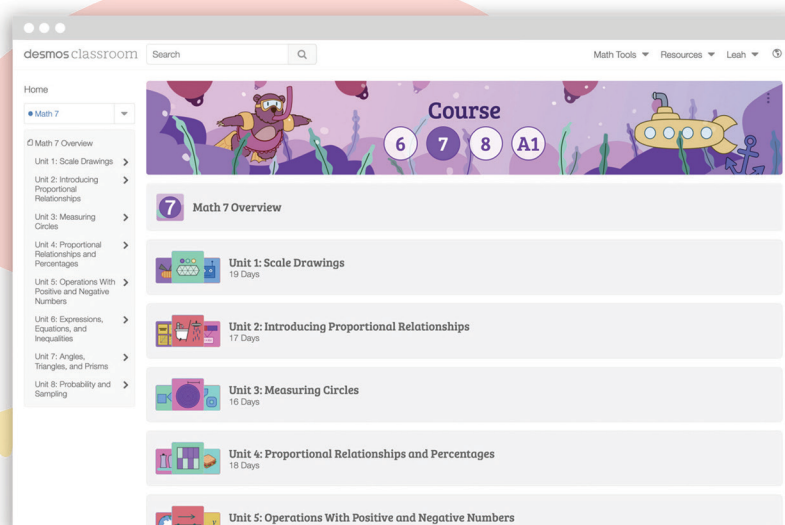 desmos classroom
Search
Math Tools
Resources
Leah
Home
Math 7
Math 7 Overview
Unit 1: Scale Drawings
Unit 2: Introducing
Proportional
Relationships
Unit 3: Measuring
Circles
Unit 4: Proportional
Relationships and
Percentages
Unit 5: Operations With
Positive and Negative
Numbers
Unit 6: Expressions,
Equations, and
Inequalities
Unit 7: Angles,
Triangles, and Prisms
Unit 8: Probability and
Sampling
Course
6 7 8 A1
7
Math 7 Overview
Unit 1: Scale Drawings
19 Days
Unit 2: Introducing Proportional Relationships
17 Days
Unit 3: Measuring Circles
16 Days
Unit 4: Proportional Relationships and Percentages
18 Days
Unit 5: Operations With Positive and Negative Numbers